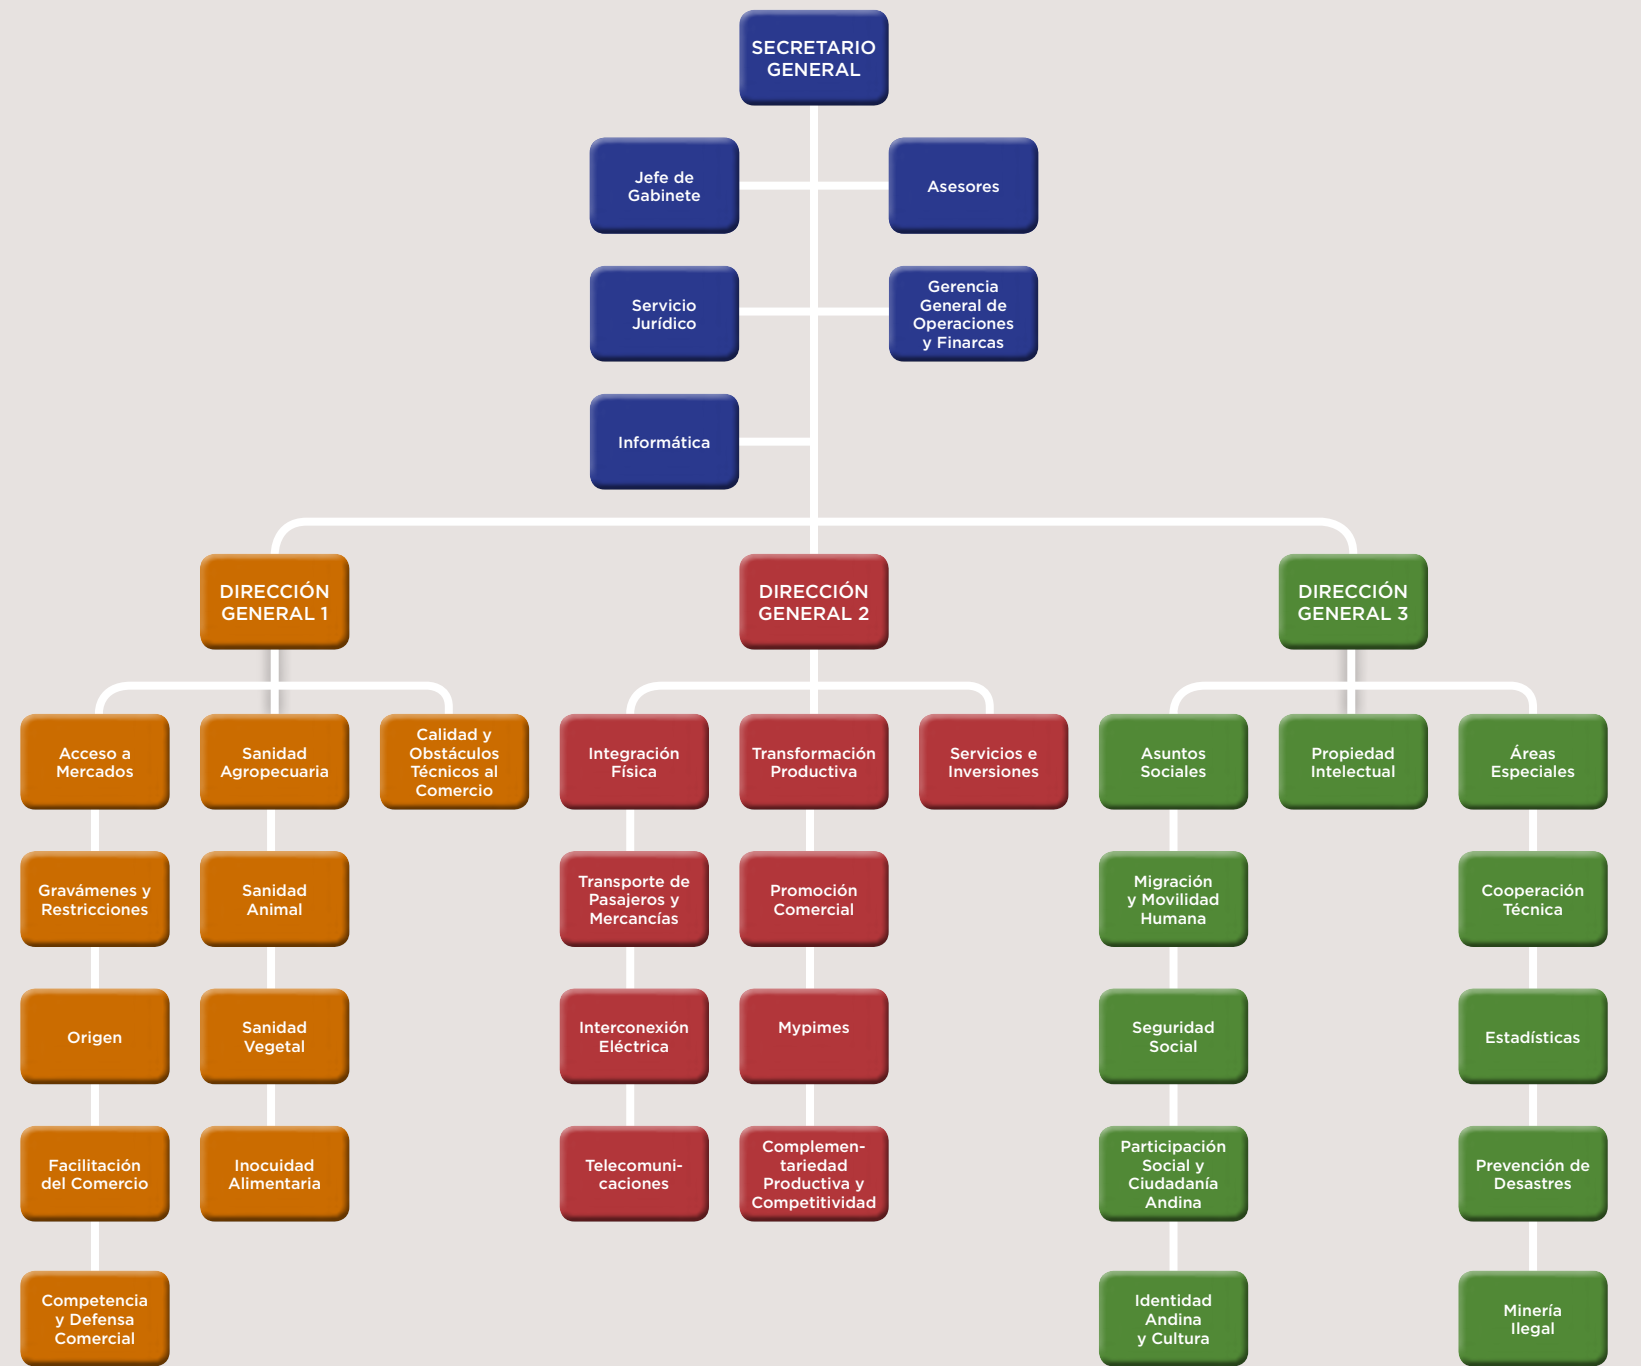 SECRETARIO
GENERAL
Jefe de
Gabinete
Asesores
Servicio
Jurídico
Gerencia
General de
Operaciones
y Finarcas
Informática
DIRECCIÓN
GENERAL 1
DIRECCIÓN
GENERAL 2
DIRECCIÓN
GENERAL 3
Acceso a
Mercados
Sanidad
Agropecuaria
Calidad y
Obstáculos
Técnicos al
Comercio
Integración
Física
Transformación
Productiva
Servicios e
Inversiones
Asuntos
Sociales
Propiedad
Intelectual
Áreas
Especiales
Gravámenes y
Restricciones
Sanidad
Animal
Transporte de
Pasajeros y
Mercancías
Promoción
Comercial
Migración
y Movilidad
Humana
Cooperación
Técnica
Origen
Sanidad
Vegetal
Interconexión
Eléctrica
Mypimes
Seguridad
Social
Estadísticas
Facilitación
del Comercio
Inocuidad
Alimentaria
Telecomuni-
caciones
Complemen-
tariedad
Productiva y
Competitividad
Participación
Social y
Ciudadanía
Andina
Prevención de
Desastres
Competencia
y Defensa
Comercial
Identidad
Andina
y Cultura
Minería
Ilegal